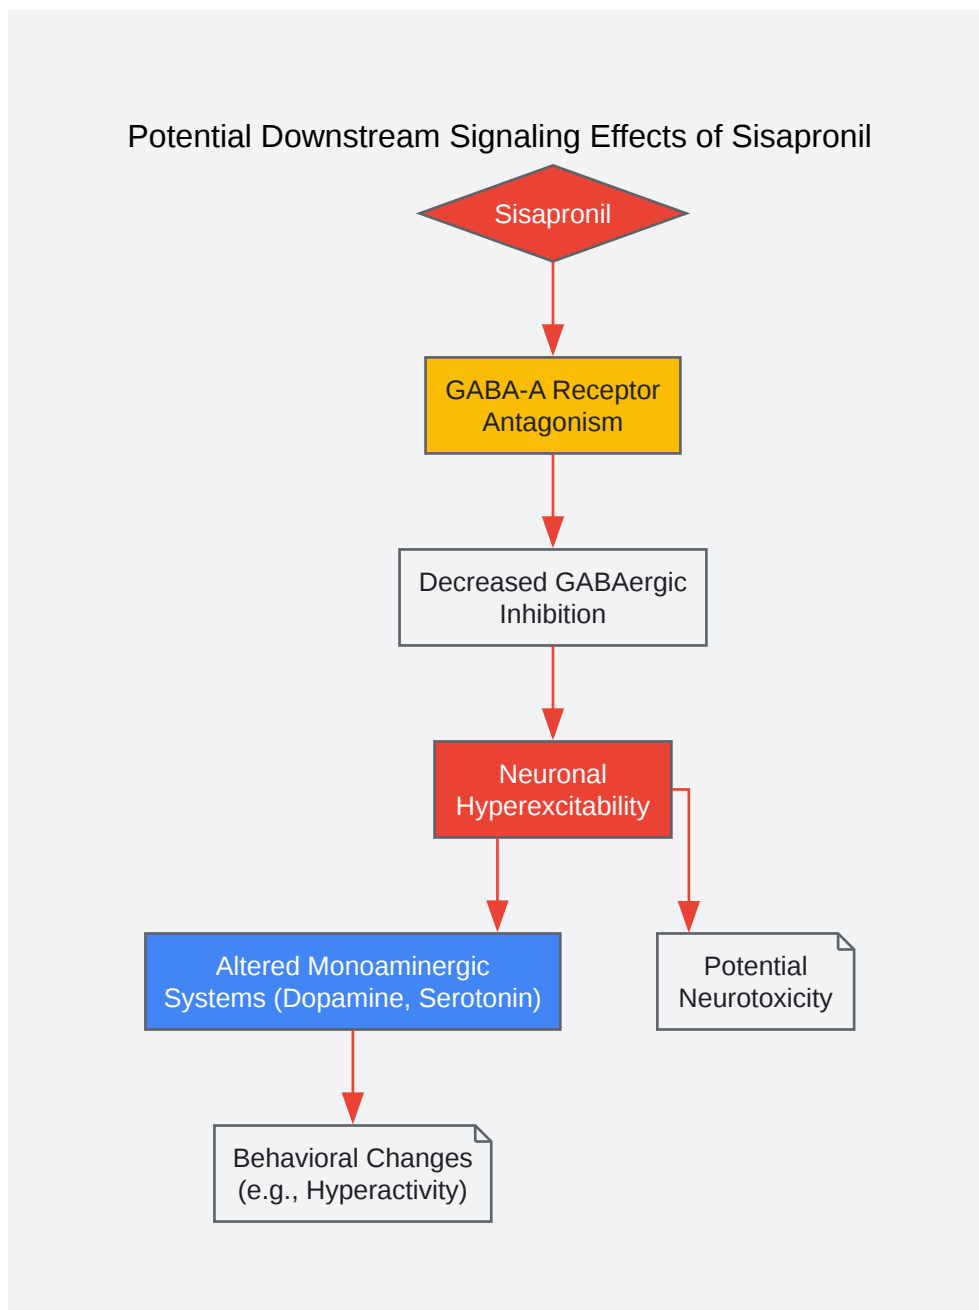 Potential Downstream Signaling Effects of Sisapronil
Sisapronil
GABA-A Receptor
Antagonism
Decreased GABAergic
Inhibition
Neuronal
Hyperexcitability
Altered Monoaminergic
Systems (Dopamine, Serotonin)
Potential
Neurotoxicity
Behavioral Changes
(e.g., Hyperactivity)